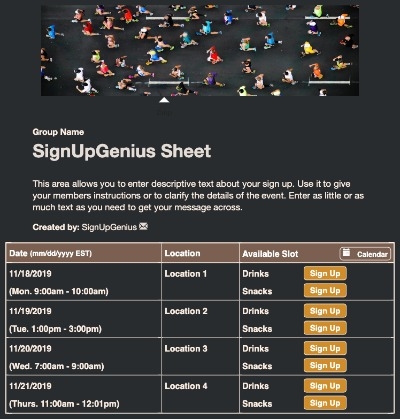 Group Name
SignUpGenius Sheet
This area allows you to enter descriptive text about your sign up. Use it to give
your members instructions or to clarify the details of the event. Enter as little or as
much text as you need to get your message across.
Created by: SignUpGenius
Date (mm/dd/yyyy EST) Location Available Slot Calendar
11/18/2019 Location 1 Drinks Sign Up
(Mon. 9:00am - 10:00am) Snacks Sign Up
11/19/2019 Location 2 Drinks Sign Up
(Tue. 1:00pm - 3:00pm) Snacks Sign Up
11/20/2019 Location 3 Drinks Sign Up
(Wed. 7:00am - 9:00am) Snacks Sign Up
11/21/2019 Location 4 Drinks Sign Up
(Thurs. 11:00am - 12:01pm) Snacks Sign Up